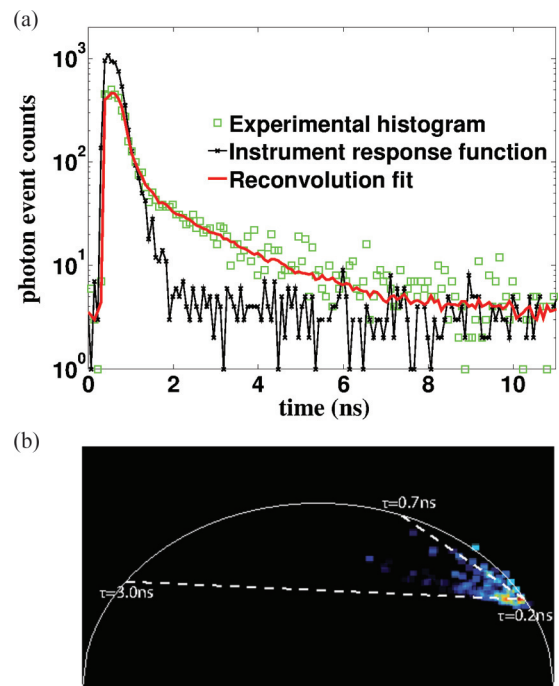 (a)
10³
10²
10¹
10⁰
photon event counts
Experimental histogram
Instrument response function
Reconvolution fit
0 2 4 6 8 10
time (ns)
(b)
τ=0.7ns
τ=3.0ns
τ=0.2ns